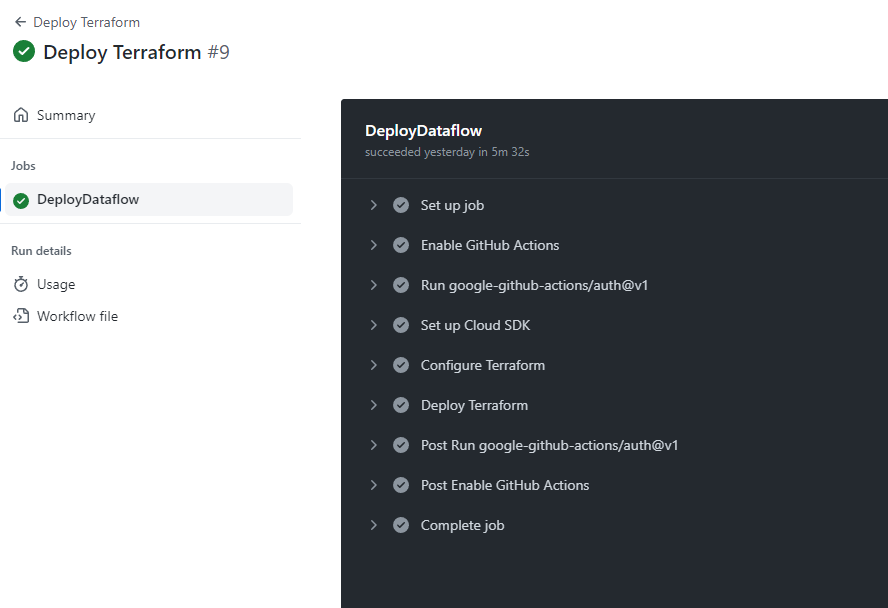 Deploy Terraform
Deploy Terraform #9
Summary
Jobs
DeployDataflow
Run details
Usage
Workflow file
DeployDataflow
succeeded yesterday in 5m 32s
Set up job
Enable GitHub Actions
Run google-github-actions/auth@v1
Set up Cloud SDK
Configure Terraform
Deploy Terraform
Post Run google-github-actions/auth@v1
Post Enable GitHub Actions
Complete job